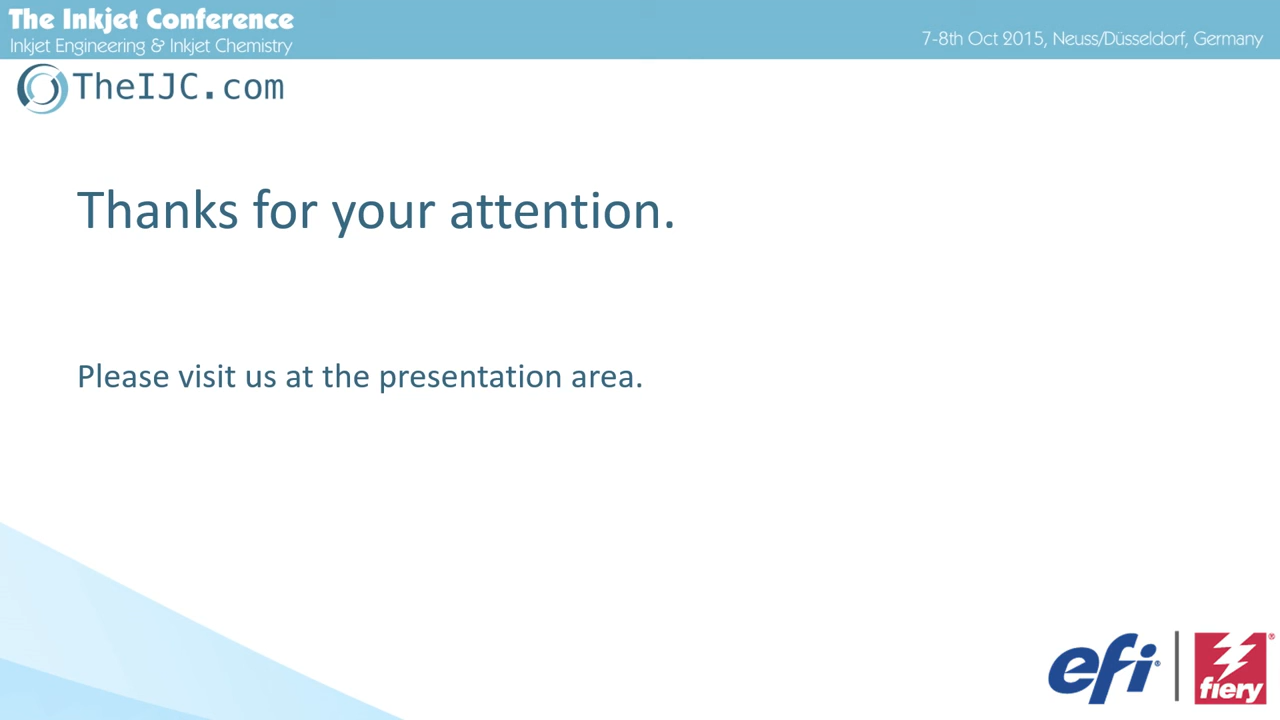 The Inkjet Conference
Inkjet Engineering & Inkjet Chemistry
7-8th Oct 2015, Neuss/Düsseldorf, Germany
TheIJC.com
Thanks for your attention.
Please visit us at the presentation area.
efi®
fiery®